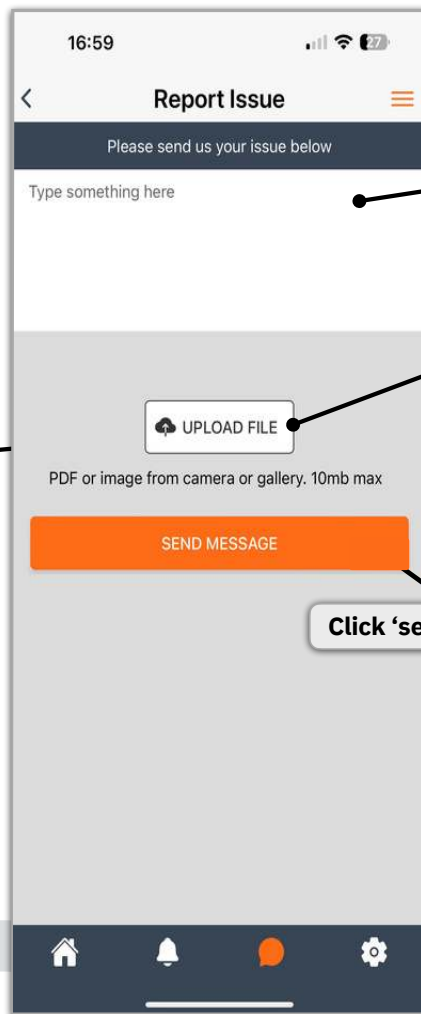 16:59
27
Report Issue
Please send us your issue below
Type something here
UPLOAD FILE
PDF or image from camera or gallery. 10mb max
SEND MESSAGE
Click ‘se